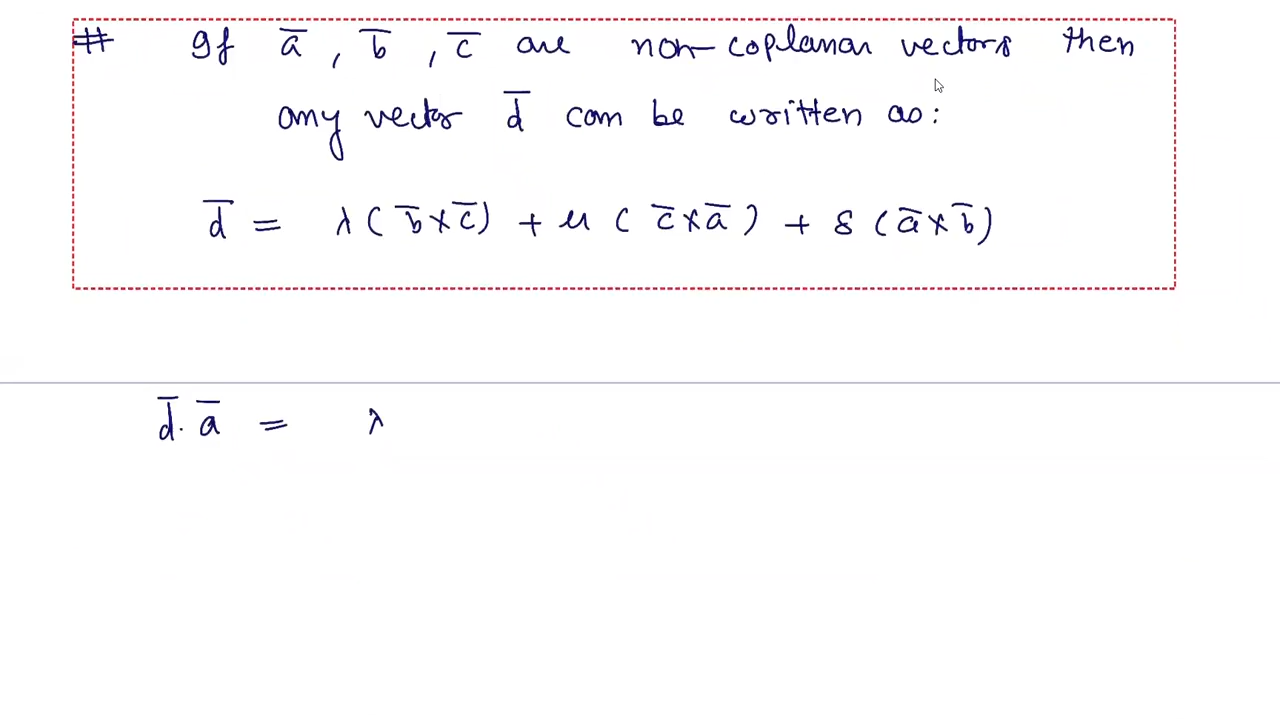 # If a̅ , b̅ , c̅ are non-coplanar vectors then
any vector d̅ can be written as:
d̅ = λ ( b̅ × c̅ ) + μ ( c̅ × a̅ ) + δ ( a̅ × b̅ )
d̅ . a̅ = λ